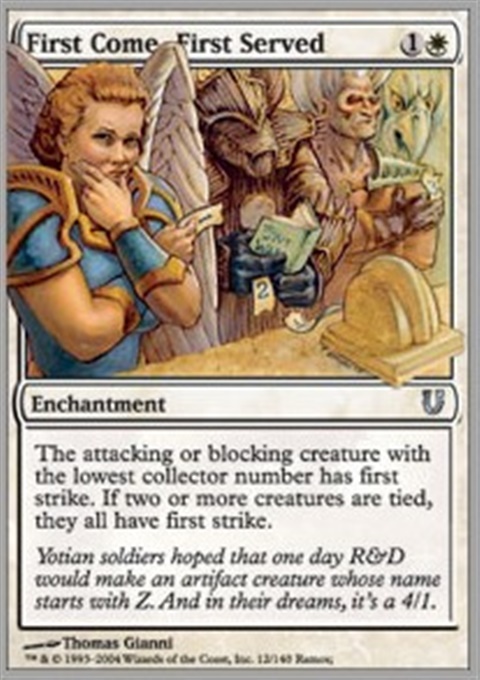 First Come, First Served 1
2
Enchantment
The attacking or blocking creature with
the lowest collector number has first
strike. If two or more creatures are tied,
they all have first strike.
Yotian soldiers hoped that one day R&D
would make an artifact creature whose name
starts with Z. And in their dreams, it's a 4/1.
Thomas Gianni
™ & © 1993-2004 Wizards of the Coast, Inc. 12/140